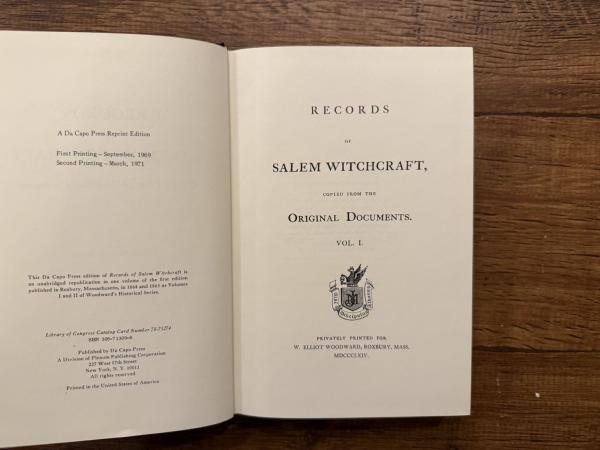 A Da Capo Press Reprint Edition
First Printing – September, 1969
Second Printing – March, 1971
This Da Capo Press edition of Records of Salem Witchcraft is
an unabridged republication in one volume of the first edition
published in Roxbury, Massachusetts, in 1864 and 1865 as Volumes
I and II of Woodward's Historical Series.
Library of Congress Catalog Card Number 78-75274
SBN 306-71309-8
Published by Da Capo Press
A Division of Plenum Publishing Corporation
227 West 17th Street
New York, N. Y. 10011
All rights reserved
Printed in the United States of America
RECORDS
OF
SALEM WITCHCRAFT,
COPIED FROM THE
ORIGINAL DOCUMENTS.
VOL. I.
PRIVATELY PRINTED FOR
W. ELLIOT WOODWARD, ROXBURY, MASS.
MDCCCLXIV.